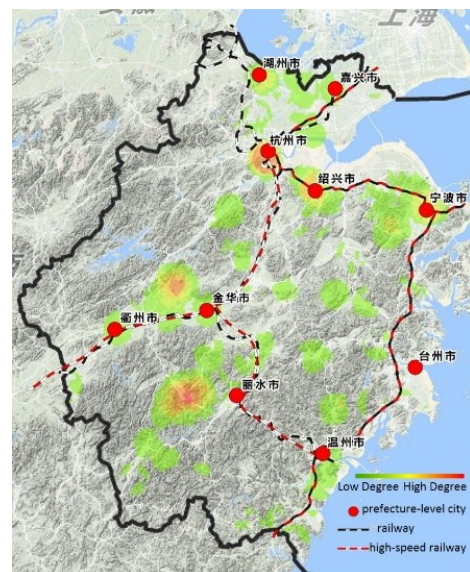 上海
湖州市
嘉兴市
杭州市
绍兴市
宁波市
金华市
衢州市
台州市
丽水市
温州市
Low Degree High Degree
prefecture-level city
railway
high-speed railway